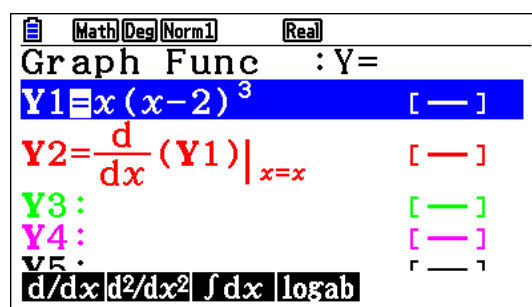 Math Deg Norm1 Real
Graph Func :Y=
Y1=x(x-2)³ [—]
Y2=d/dx(Y1)|x=x [—]
Y3: [—]
Y4: [—]
Y5: [—]
d/dx d²/dx² ∫dx logab